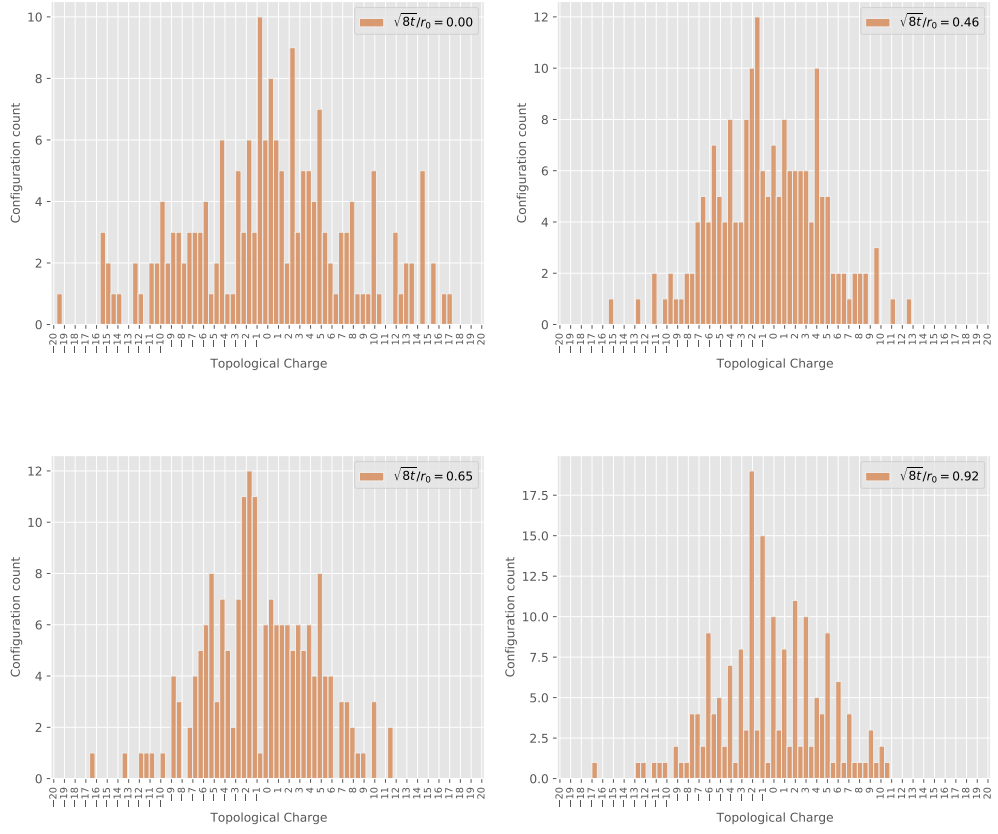 √8t/r₀ = 0.00
Configuration count
10
8
6
4
2
0
−20 −19 −18 −17 −16 −15 −14 −13 −12 −11 −10 −9 −8 −7 −6 −5 −4 −3 −2 −1 0 1 2 3 4 5 6 7 8 9 10 11 12 13 14 15 16 17 18 19 20
Topological Charge
√8t/r₀ = 0.46
Configuration count
12
10
8
6
4
2
0
−20 −19 −18 −17 −16 −15 −14 −13 −12 −11 −10 −9 −8 −7 −6 −5 −4 −3 −2 −1 0 1 2 3 4 5 6 7 8 9 10 11 12 13 14 15 16 17 18 19 20
Topological Charge
√8t/r₀ = 0.65
Configuration count
12
10
8
6
4
2
0
−20 −19 −18 −17 −16 −15 −14 −13 −12 −11 −10 −9 −8 −7 −6 −5 −4 −3 −2 −1 0 1 2 3 4 5 6 7 8 9 10 11 12 13 14 15 16 17 18 19 20
Topological Charge
√8t/r₀ = 0.92
Configuration count
17.5
15.0
12.5
10.0
7.5
5.0
2.5
0.0
−20 −19 −18 −17 −16 −15 −14 −13 −12 −11 −10 −9 −8 −7 −6 −5 −4 −3 −2 −1 0 1 2 3 4 5 6 7 8 9 10 11 12 13 14 15 16 17 18 19 20
Topological Charge